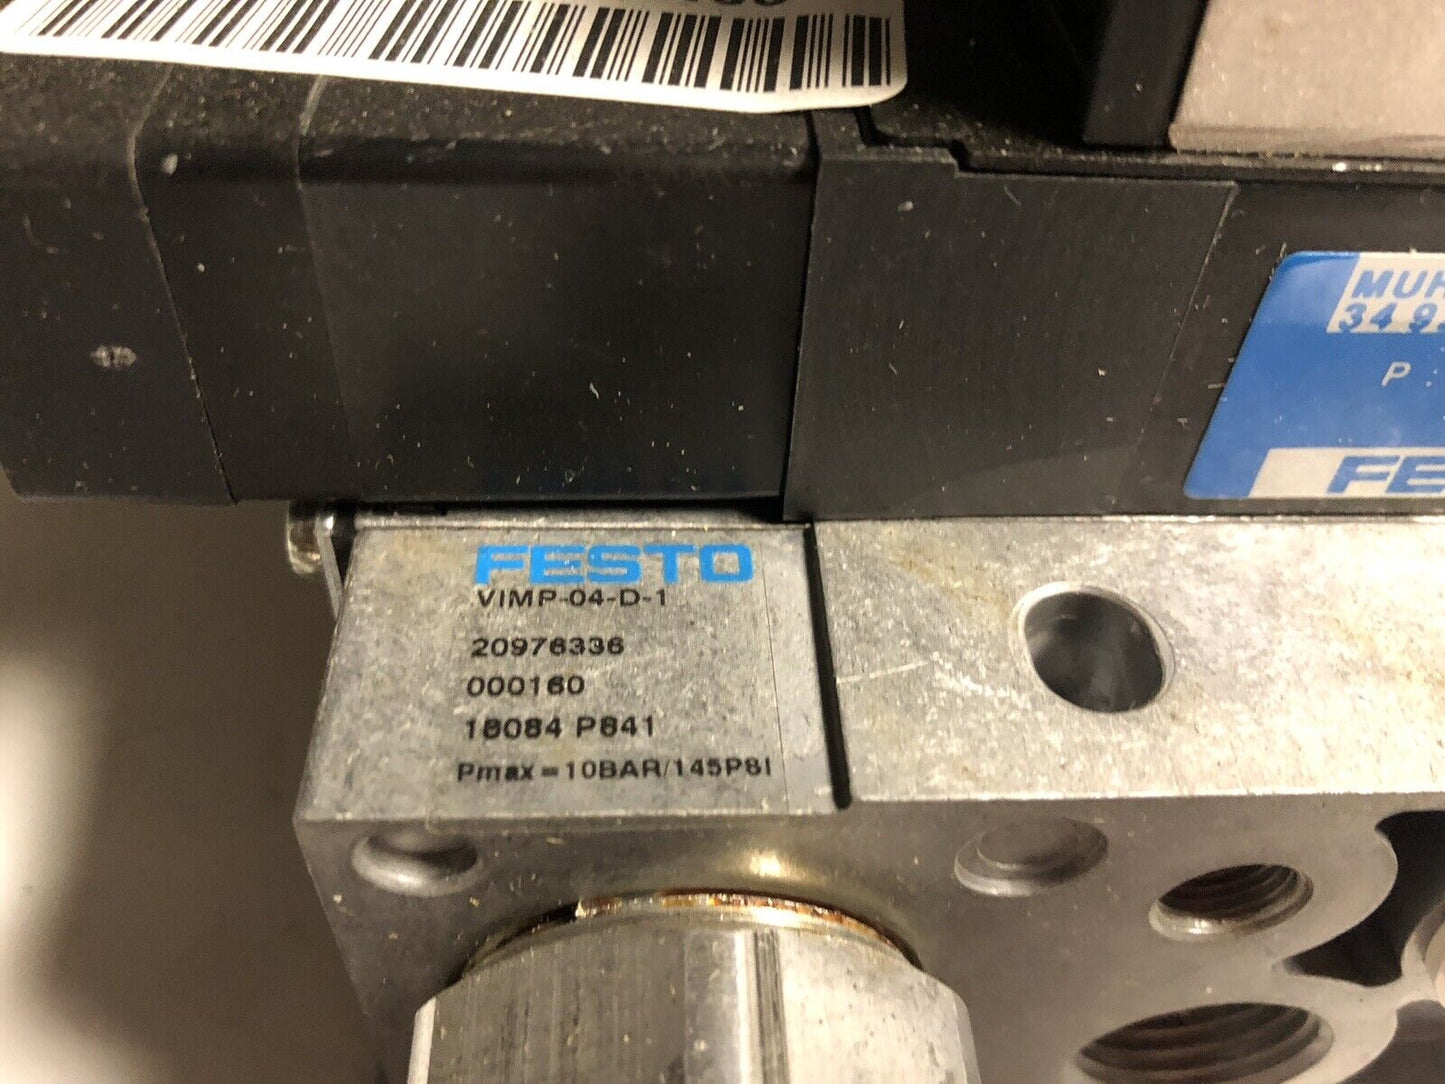 FESTO
VIMP-04-D-1
20976336
000160
18084 P841
Pmax=10BAR/145PSI
P: